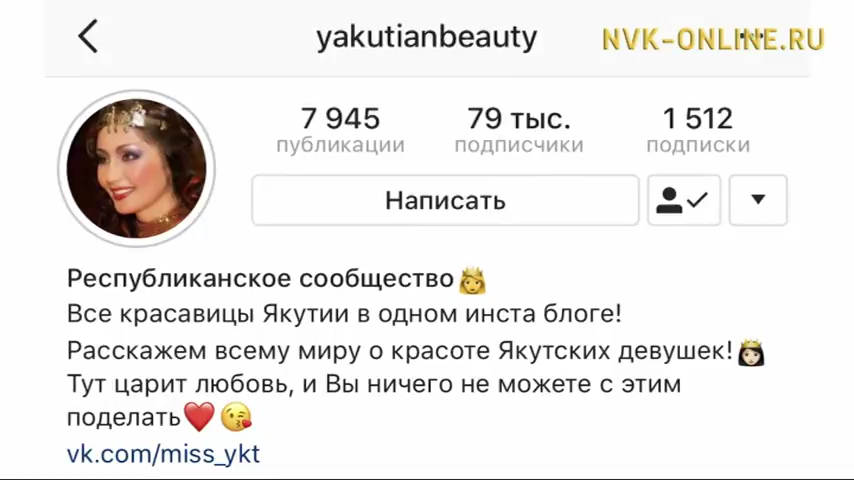 yakutianbeauty
NVK-ONLINE.RU
7 945 79 тыс. 1 512
публикации подписчики подписки
Написать
Республиканское сообщество👸
Все красавицы Якутии в одном инста блоге!
Расскажем всему миру о красоте Якутских девушек!👸🏻
Тут царит любовь, и Вы ничего не можете с этим
поделать❤️😘
vk.com/miss_ykt